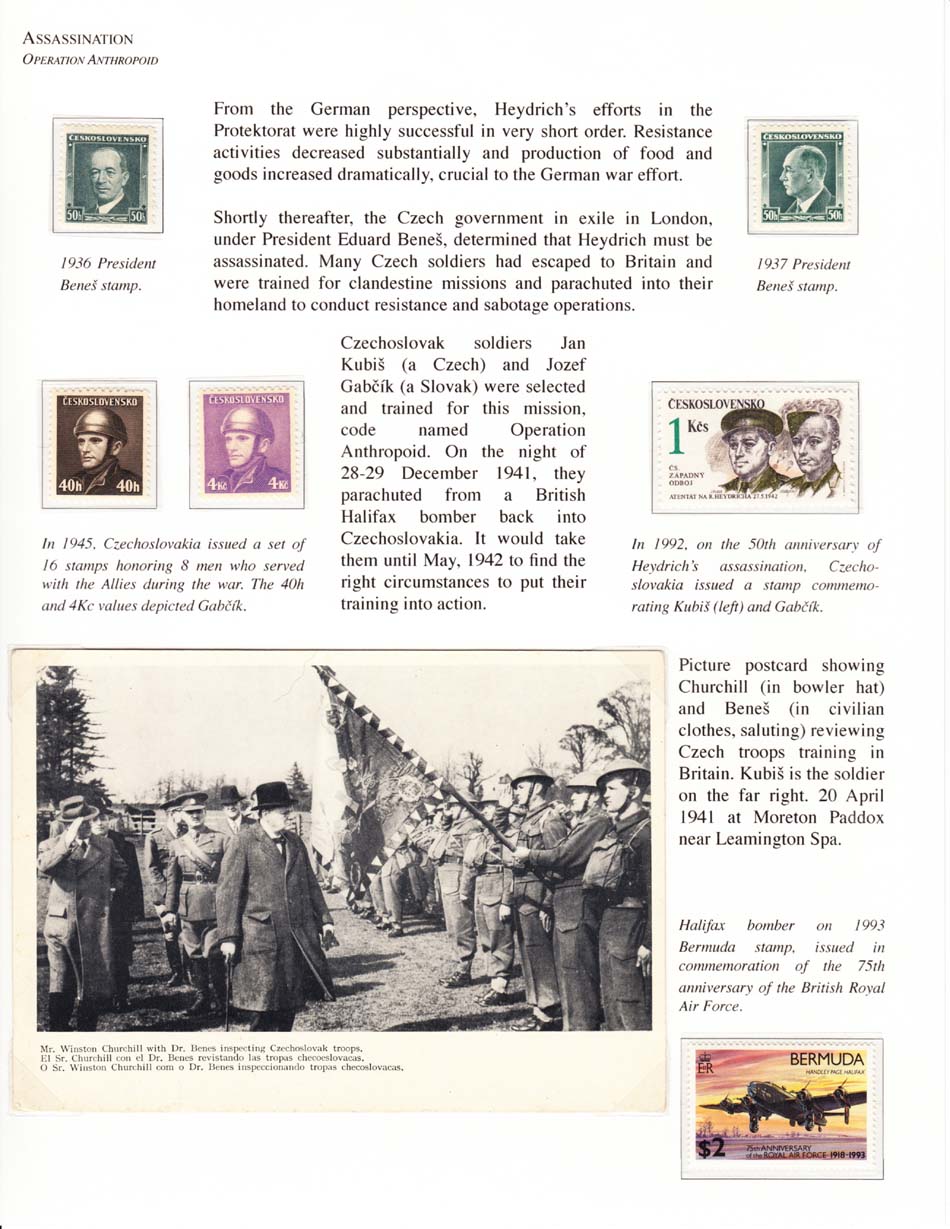 ASSASSINATION
OPERATION ANTHROPOID
From the German perspective, Heydrich's efforts in the
Protektorat were highly successful in very short order. Resistance
activities decreased substantially and production of food and
goods increased dramatically, crucial to the German war effort.
Shortly thereafter, the Czech government in exile in London,
under President Eduard Beneš, determined that Heydrich must be
assassinated. Many Czech soldiers had escaped to Britain and
were trained for clandestine missions and parachuted into their
homeland to conduct resistance and sabotage operations.
ČESKOSLOVENSKO
50h 50h
1936 President
Beneš stamp.
ČESKOSLOVENSKO
50h 50h
1937 President
Beneš stamp.
ČESKOSLOVENSKO
40h 40h
ČESKOSLOVENSKO
4Kč 4Kč
In 1945, Czechoslovakia issued a set of
16 stamps honoring 8 men who served
with the Allies during the war. The 40h
and 4Kc values depicted Gabčík.
Czechoslovak soldiers Jan
Kubiš (a Czech) and Jozef
Gabčík (a Slovak) were selected
and trained for this mission,
code named Operation
Anthropoid. On the night of
28-29 December 1941, they
parachuted from a British
Halifax bomber back into
Czechoslovakia. It would take
them until May, 1942 to find the
right circumstances to put their
training into action.
ČESKOSLOVENSKO
1 Kčs
ČS.
ZÁPADNÝ
ODBOJ
ATENTÁT NA R. HEYDRICHA 27.5.1942
In 1992, on the 50th anniversary of
Heydrich's assassination, Czecho-
slovakia issued a stamp commemo-
rating Kubiš (left) and Gabčík.
Picture postcard showing
Churchill (in bowler hat)
and Beneš (in civilian
clothes, saluting) reviewing
Czech troops training in
Britain. Kubiš is the soldier
on the far right. 20 April
1941 at Moreton Paddox
near Leamington Spa.
Mr. Winston Churchill with Dr. Benes inspecting Czechoslovak troops,
El Sr. Churchill con el Dr. Benes revistando las tropas checoeslovacas,
O Sr. Winston Churchill com o Dr. Benes inspeccionando tropas checoslovacas,
Halifax bomber on 1993
Bermuda stamp, issued in
commemoration of the 75th
anniversary of the British Royal
Air Force.
E R
BERMUDA
HANDLEY PAGE HALIFAX
$2
75th ANNIVERSARY
of the ROYAL AIR FORCE 1918-1993